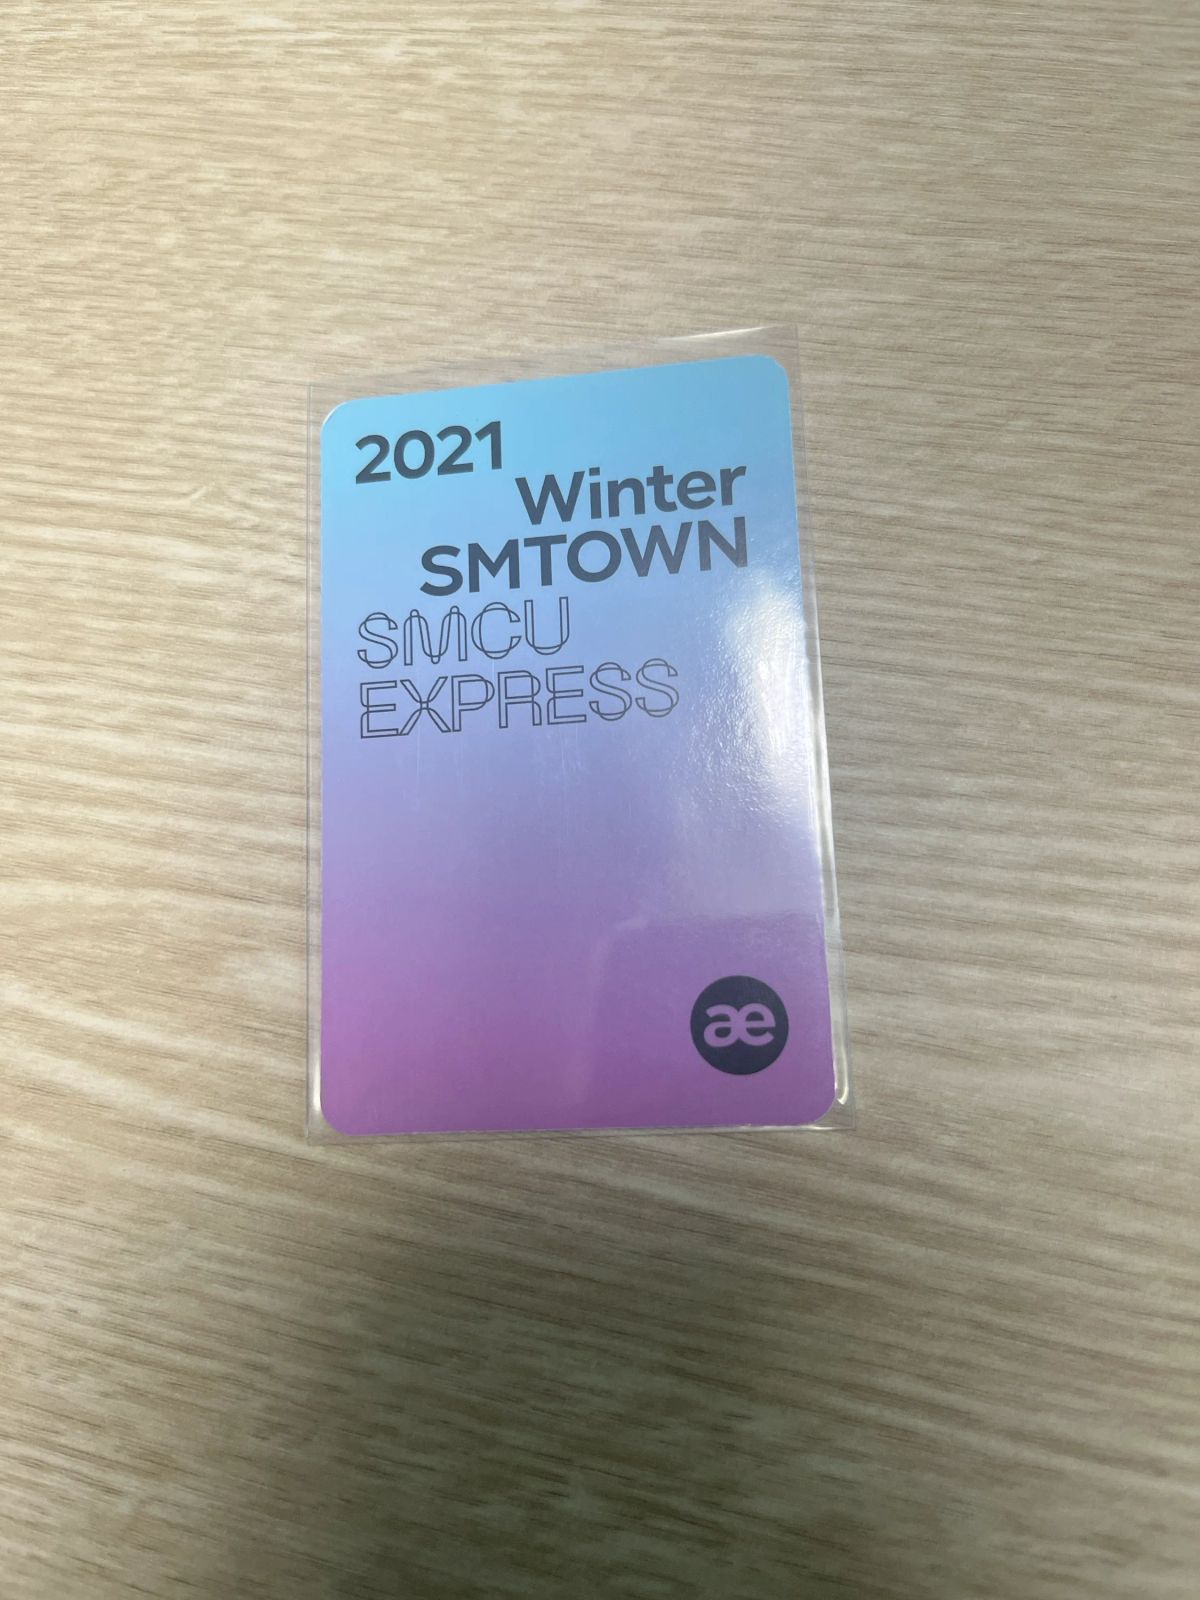 2021
Winter
SMTOWN
SMCU
EXPRESS
æ